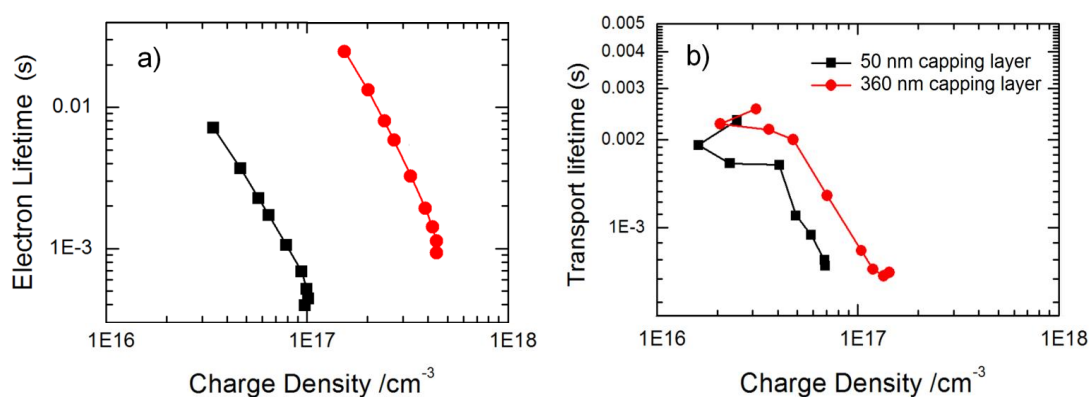 a)
Electron Lifetime (s)
0.01
1E-3
1E16
1E17
1E18
Charge Density /cm⁻³
b)
50 nm capping layer
360 nm capping layer
Transport lifetime (s)
0.005
0.004
0.003
0.002
1E-3
1E16
1E17
1E18
Charge Density /cm⁻³